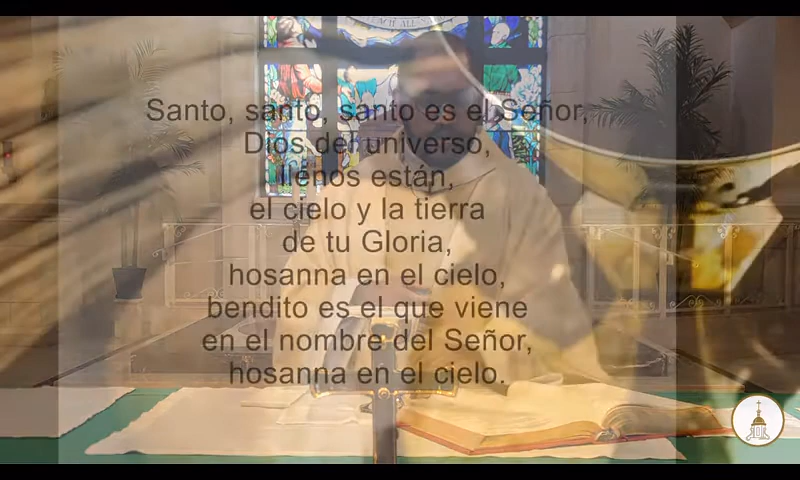 Santo, santo, santo es el Señor,
Dios del universo,
llenos están,
el cielo y la tierra
de tu Gloria,
hosanna en el cielo,
bendito es el que viene
en el nombre del Señor,
hosanna en el cielo.